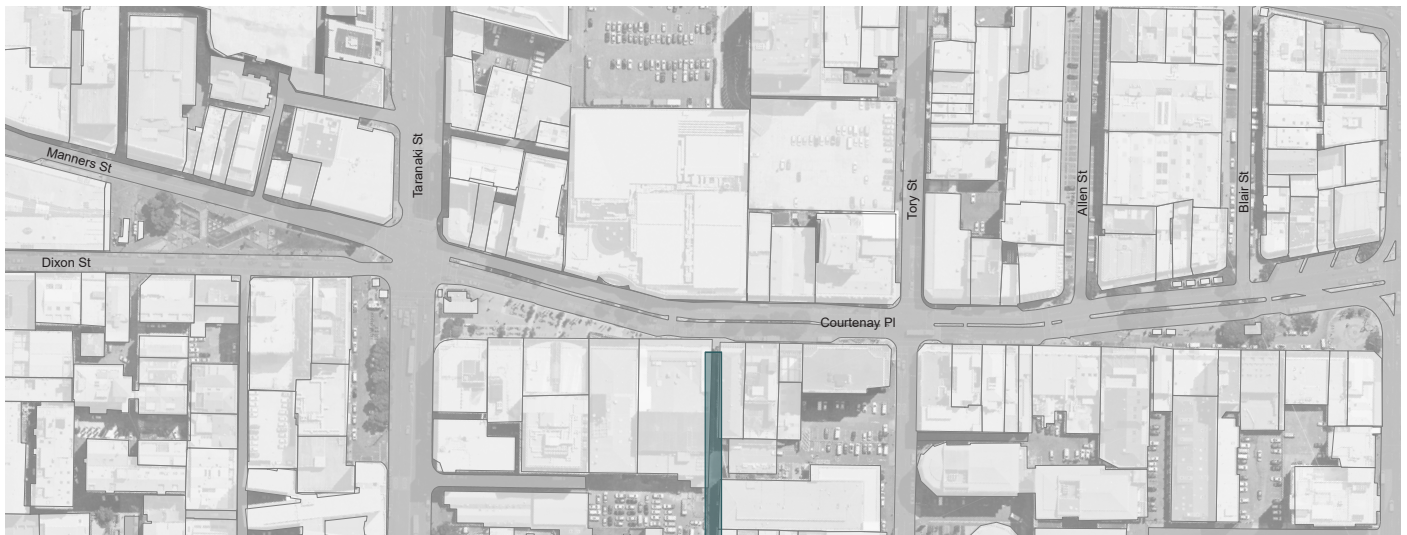 Manners St
Taranaki St
Tory St
Allen St
Blair St
Dixon St
Courtenay Pl